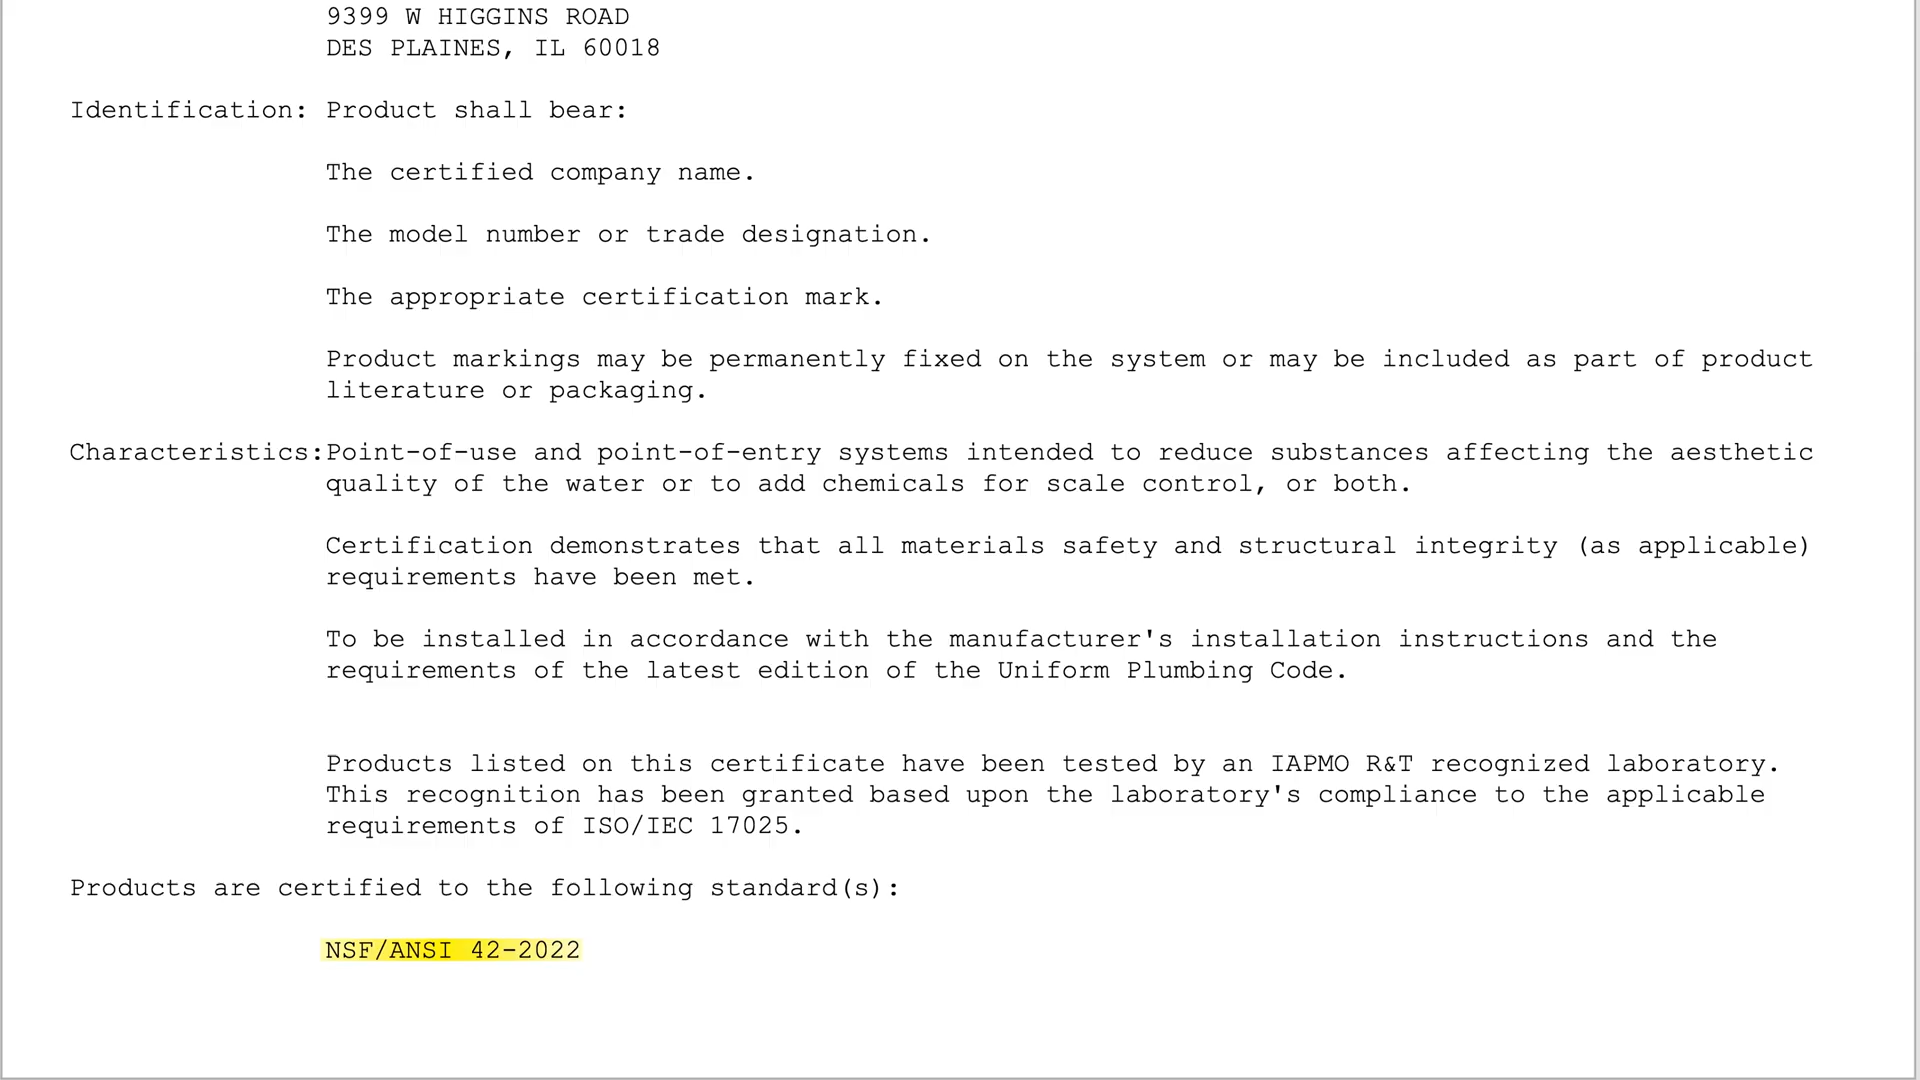 9399 W HIGGINS ROAD
DES PLAINES, IL 60018
Identification: Product shall bear:
The certified company name.
The model number or trade designation.
The appropriate certification mark.
Product markings may be permanently fixed on the system or may be included as part of product
literature or packaging.
Characteristics:Point-of-use and point-of-entry systems intended to reduce substances affecting the aesthetic
quality of the water or to add chemicals for scale control, or both.
Certification demonstrates that all materials safety and structural integrity (as applicable)
requirements have been met.
To be installed in accordance with the manufacturer's installation instructions and the
requirements of the latest edition of the Uniform Plumbing Code.
Products listed on this certificate have been tested by an IAPMO R&T recognized laboratory.
This recognition has been granted based upon the laboratory's compliance to the applicable
requirements of ISO/IEC 17025.
Products are certified to the following standard(s):
NSF/ANSI 42-2022